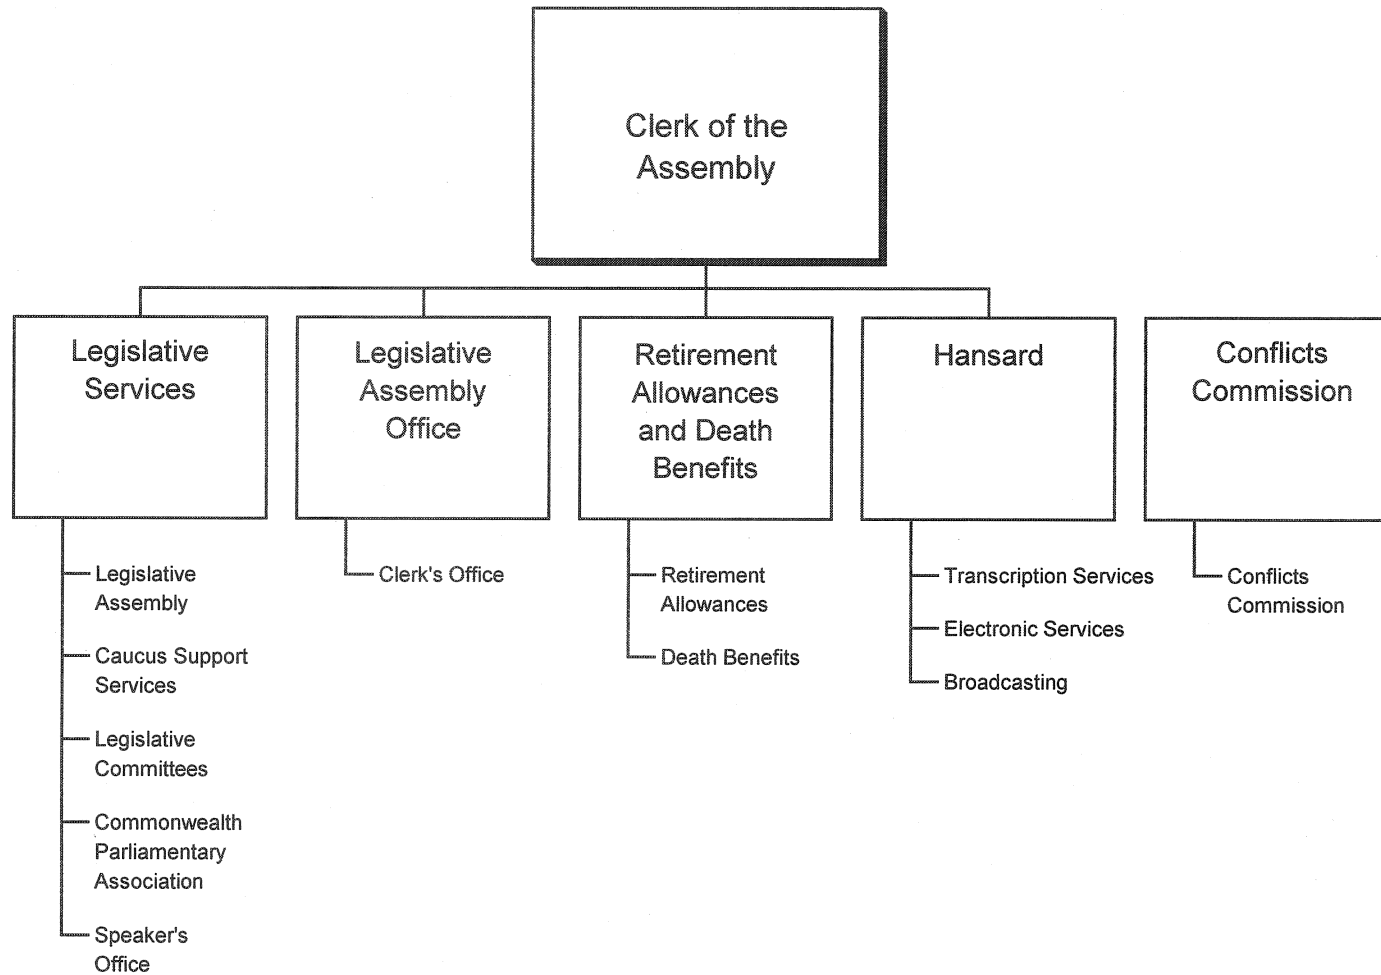 Clerk of the
Assembly
Legislative
Services
Legislative
Assembly
Office
Retirement
Allowances
and Death
Benefits
Hansard
Conflicts
Commission
Legislative
Assembly
Caucus Support
Services
Legislative
Committees
Commonwealth
Parliamentary
Association
Speaker's
Office
Clerk's Office
Retirement
Allowances
Death Benefits
Transcription Services
Electronic Services
Broadcasting
Conflicts
Commission